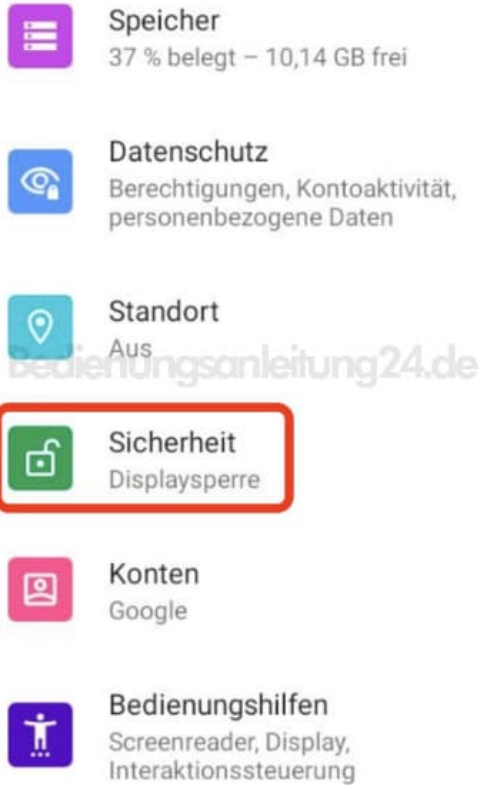 Speicher
37 % belegt – 10,14 GB frei
Datenschutz
Berechtigungen, Kontoaktivität,
personenbezogene Daten
Standort
Aus
Bedienungsanleitung24.de
Sicherheit
Displaysperre
Konten
Google
Bedienungshilfen
Screenreader, Display,
Interaktionssteuerung